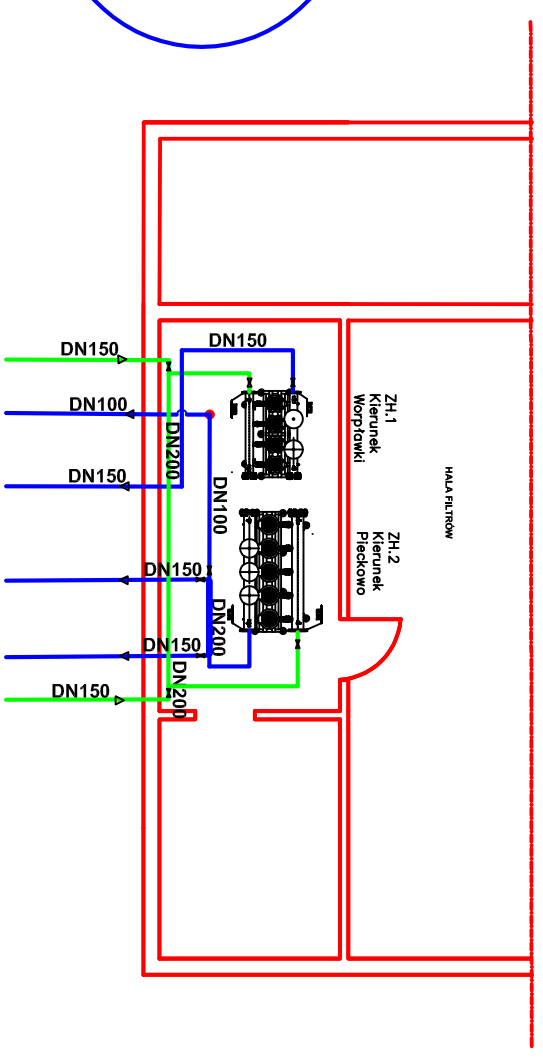 DN150
DN150
DN100
DN200
DN150
DN100
ZH.1
Kierunek
Worpławki
HALA FILTRÓW
ZH.2
Kierunek
Pieckowo
DN150
DN200
DN150
DN200
DN150